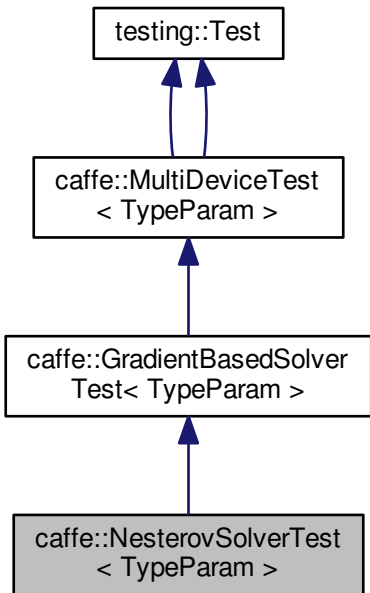 testing::Test
caffe::MultiDeviceTest
< TypeParam >
caffe::GradientBasedSolver
Test< TypeParam >
caffe::NesterovSolverTest
< TypeParam >